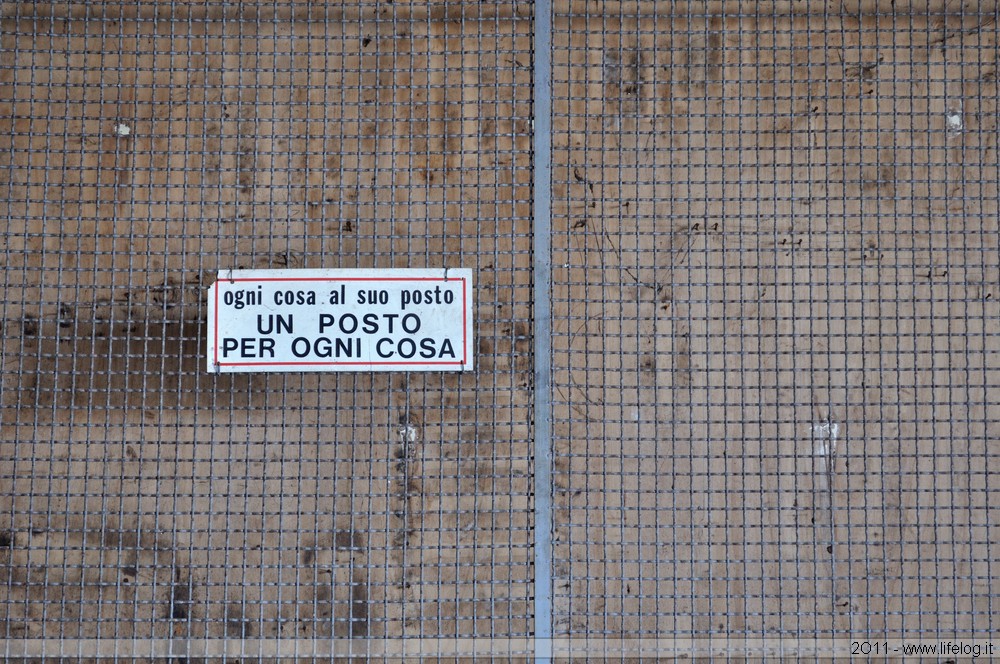 ogni cosa al suo posto
UN POSTO
PER OGNI COSA
2011 - www.lifelog.it